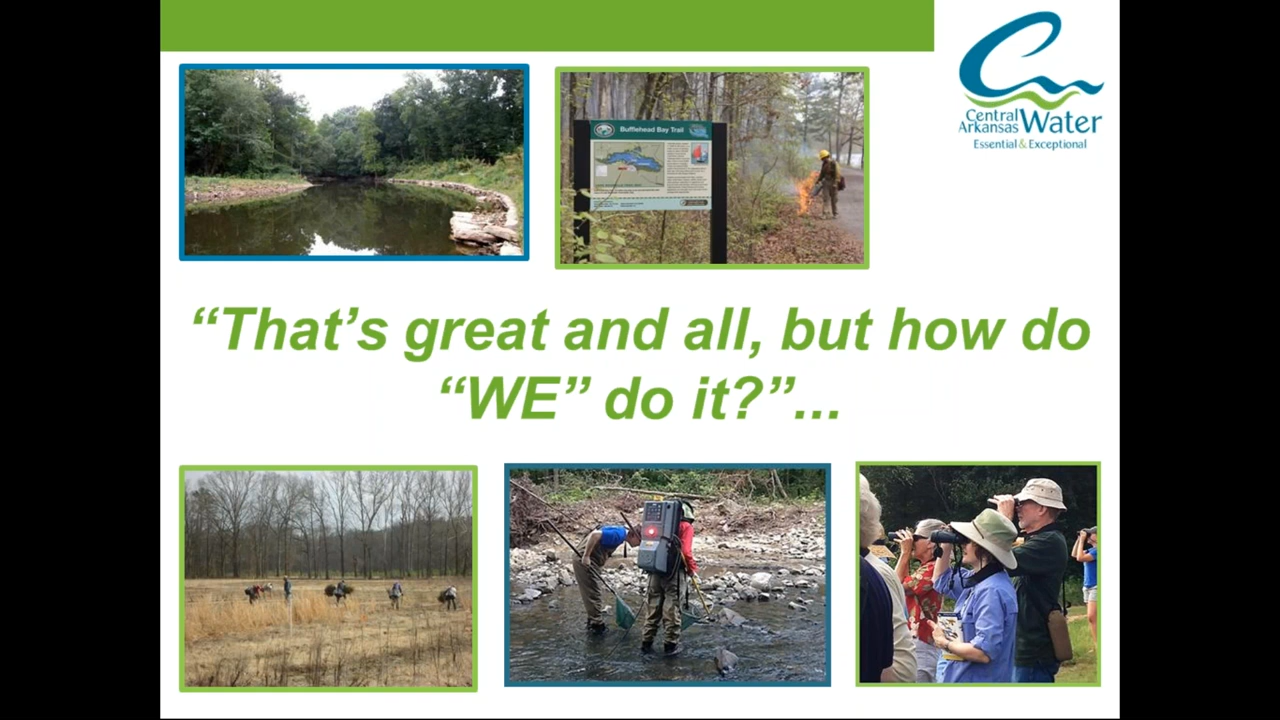 Central
Arkansas Water
Essential & Exceptional
Bufflehead Bay Trail
“That’s great and all, but how do
“WE” do it?”...